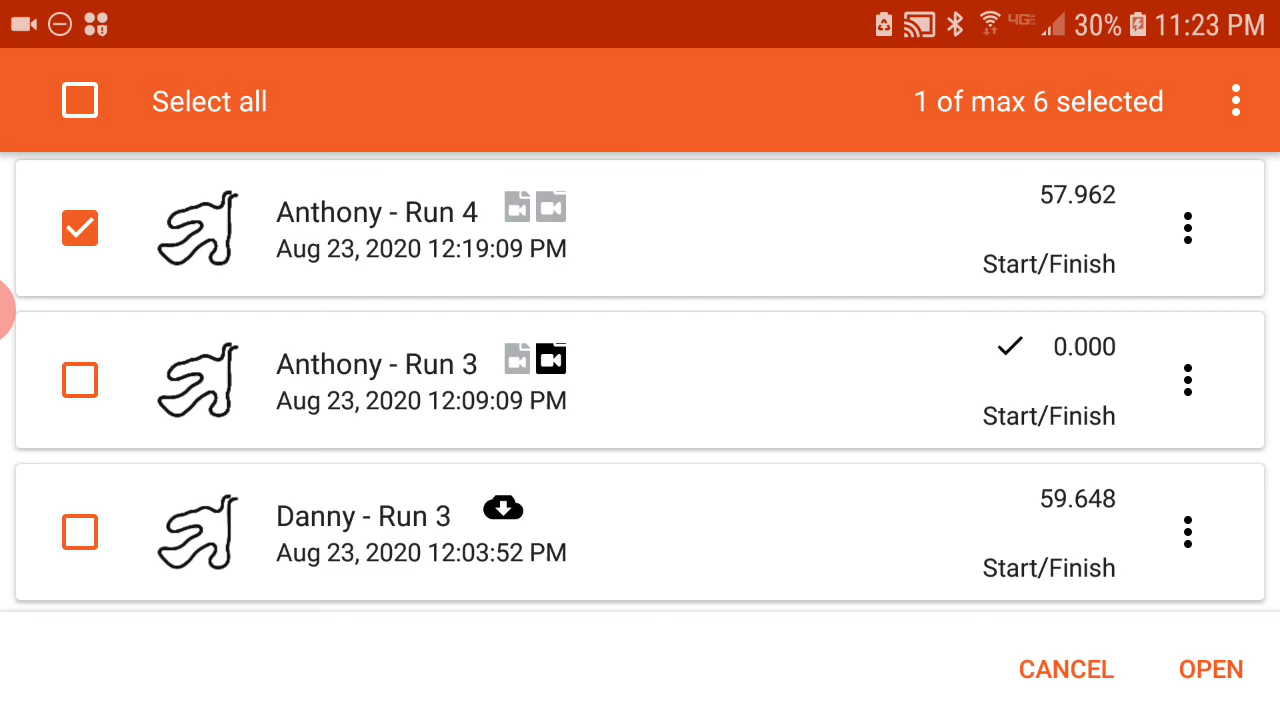 4GE 30% 11:23 PM
Select all 1 of max 6 selected
Anthony - Run 4 57.962
Aug 23, 2020 12:19:09 PM
Start/Finish
Anthony - Run 3 0.000
Aug 23, 2020 12:09:09 PM
Start/Finish
Danny - Run 3 59.648
Aug 23, 2020 12:03:52 PM
Start/Finish
CANCEL OPEN